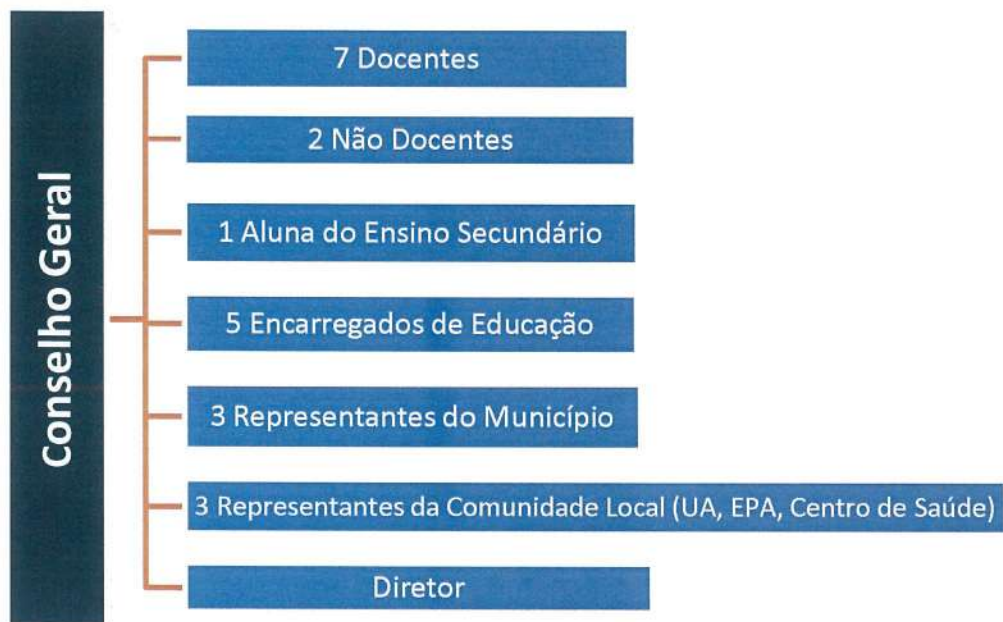 Conselho Geral
7 Docentes
2 Não Docentes
1 Aluna do Ensino Secundário
5 Encarregados de Educação
3 Representantes do Município
3 Representantes da Comunidade Local (UA, EPA, Centro de Saúde)
Diretor